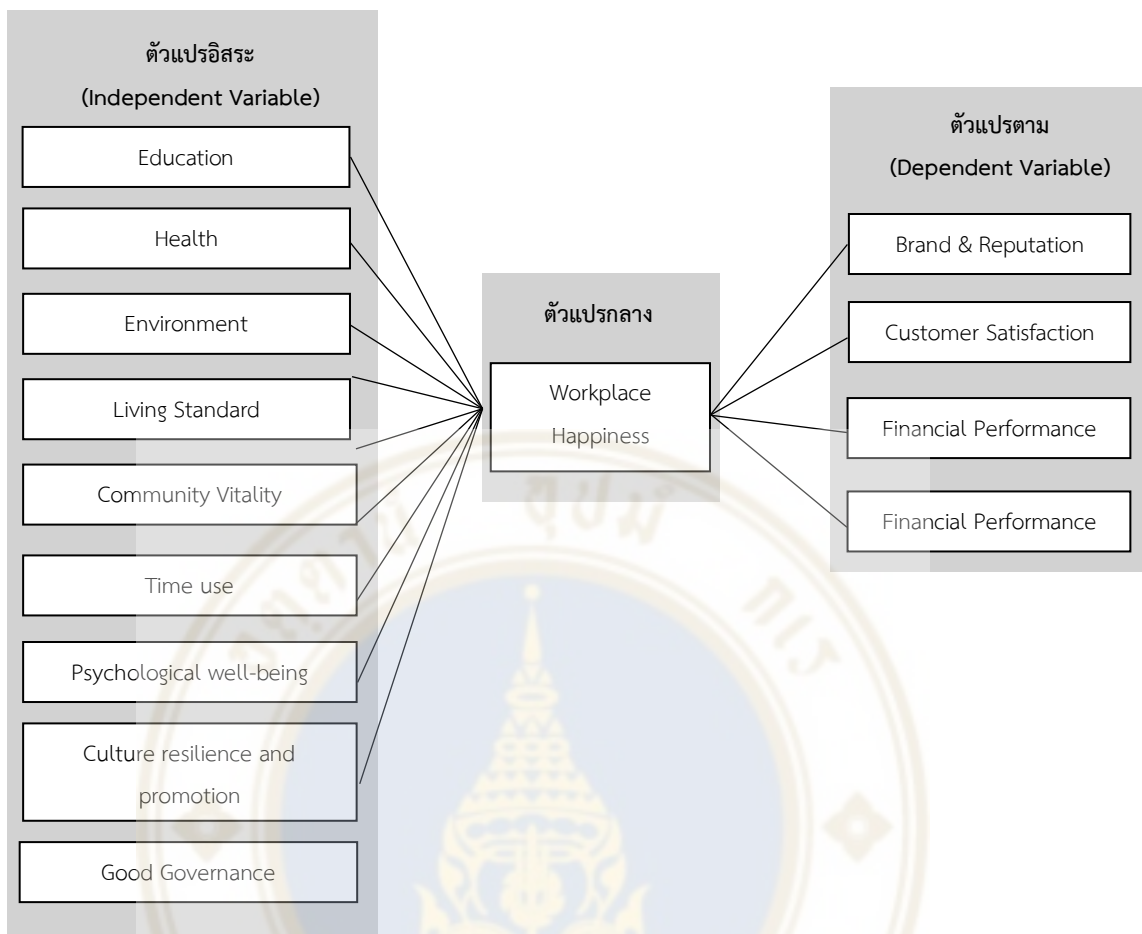 ตัวแปรอิสระ
(Independent Variable)
Education
Health
Environment
Living Standard
Community Vitality
Time use
Psychological well-being
Culture resilience and
promotion
Good Governance
ตัวแปรกลาง
Workplace
Happiness
ตัวแปรตาม
(Dependent Variable)
Brand & Reputation
Customer Satisfaction
Financial Performance
Financial Performance